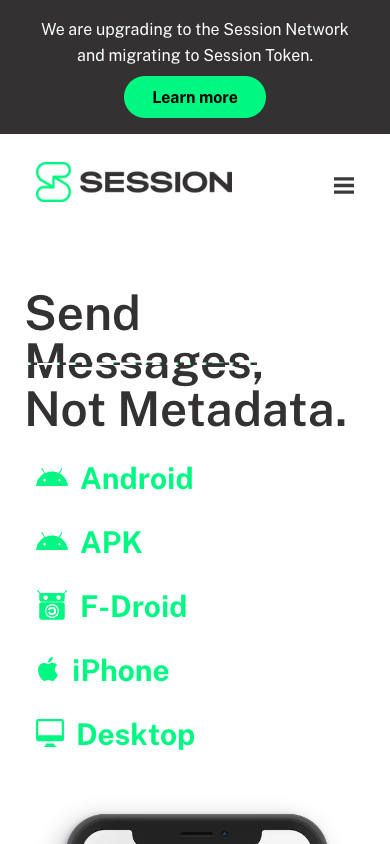 We are upgrading to the Session Network
and migrating to Session Token.
Learn more
SESSION
Send
Messages,
Not Metadata.
Android
APK
F-Droid
iPhone
Desktop